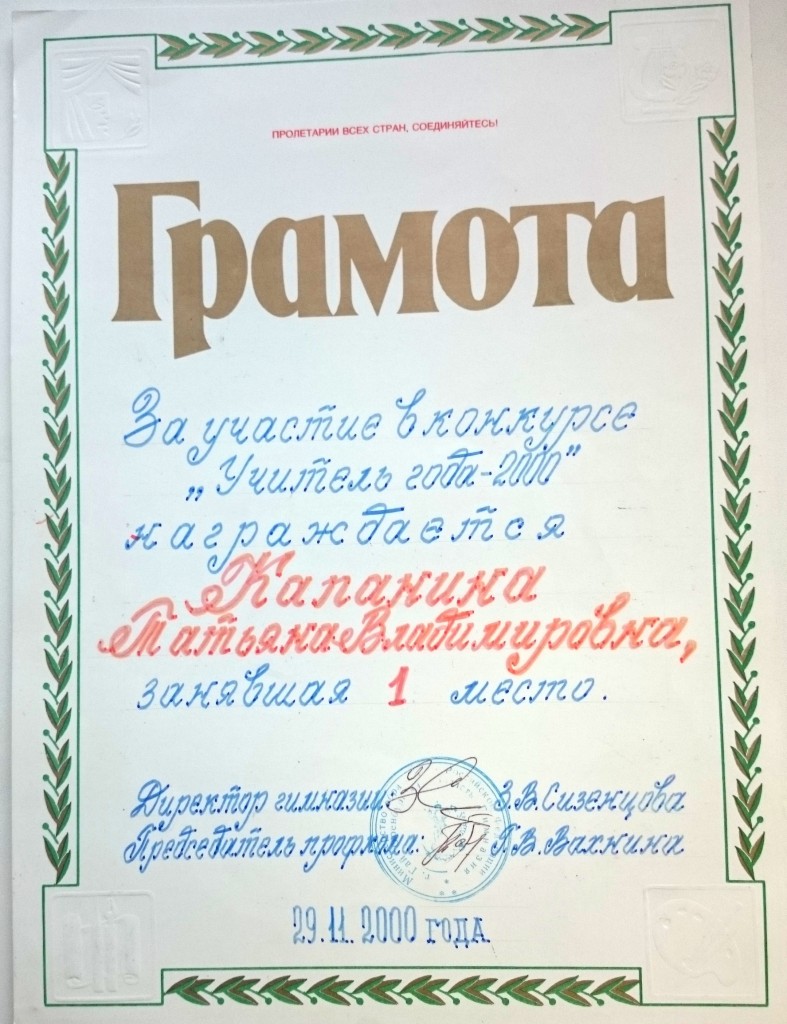 ПРОЛЕТАРИИ ВСЕХ СТРАН, СОЕДИНЯЙТЕСЬ!
Грамота
За участие в конкурсе
„Учитель года-2000”
награждается
Капанина
Татьяна Владимировна,
занявшая 1 место.
Директор гимназии: З.В. Сизенцова
Председатель профкома: Г.В. Вахнина
29.11. 2000 года